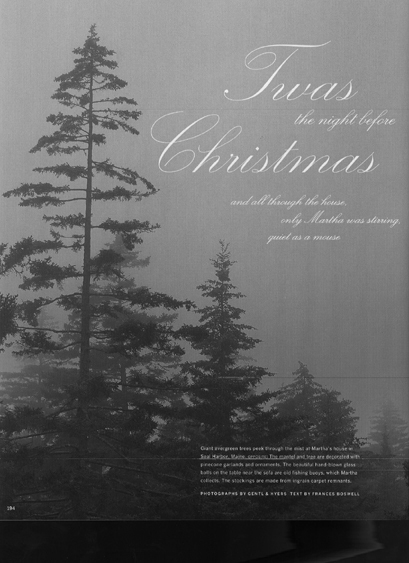 'Twas
the night before
Christmas
and all through the house,
only Martha was stirring,
quiet as a mouse
Giant evergreen trees peek through the mist at Martha's house in
Seal Harbor, Maine, opposite: The mantel and tree are decorated with
pinecone garlands and ornaments. The beautiful hand-blown glass
balls on the table near the sofa are old fishing buoys, which Martha
collects. The stockings are made from ingrain carpet remnants.
PHOTOGRAPHS BY GENTL & HYERS TEXT BY FRANCES BOSWELL
194